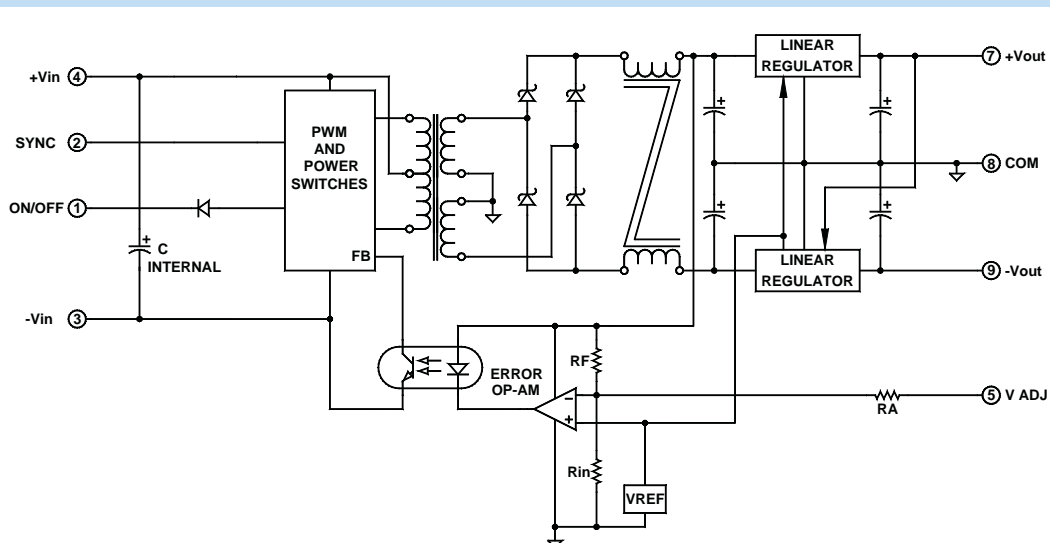 LINEAR
REGULATOR
7 +Vout
+Vin 4
+
+
PWM
AND
POWER
SWITCHES
SYNC 2
8 COM
ON/OFF 1
+
+
+
C
INTERNAL
FB
LINEAR
REGULATOR
9 -Vout
-Vin 3
RF
ERROR
OP-AM
−
+
5 V ADJ
RA
Rin
VREF